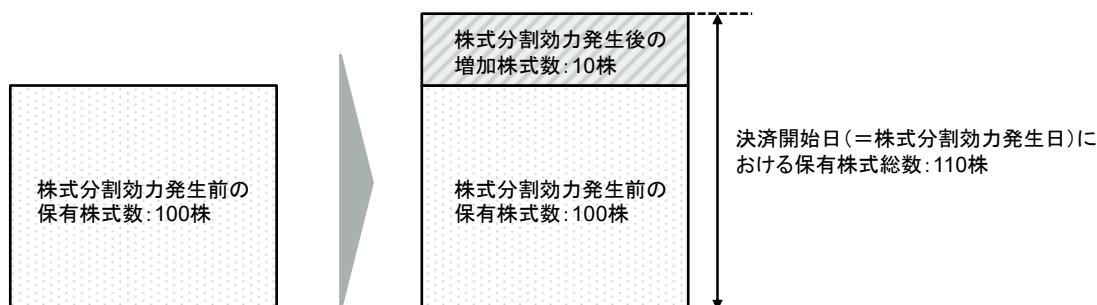 株式分割効力発生後の
増加株式数:10株
株式分割効力発生前の
保有株式数:100株
株式分割効力発生前の
保有株式数:100株
決済開始日(=株式分割効力発生日)に
おける保有株式総数:110株